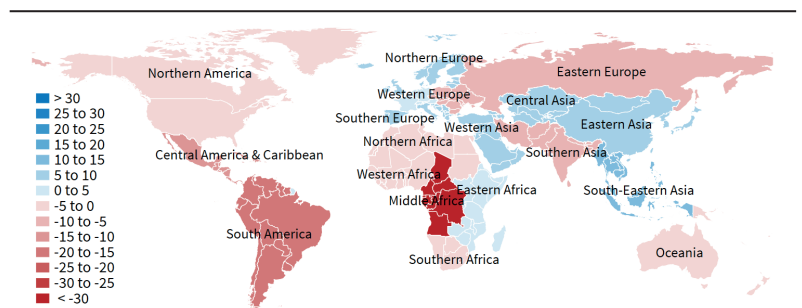 Northern Europe
Northern America
Eastern Europe
Western Europe
Central Asia
Southern Europe
Eastern Asia
Western Asia
Northern Africa
Central America & Caribbean
Southern Asia
Western Africa
Eastern Africa
South-Eastern Asia
Middle Africa
South America
Oceania
Southern Africa
> 30
25 to 30
20 to 25
15 to 20
10 to 15
5 to 10
0 to 5
-5 to 0
-10 to -5
-15 to -10
-20 to -15
-25 to -20
-30 to -25
< -30